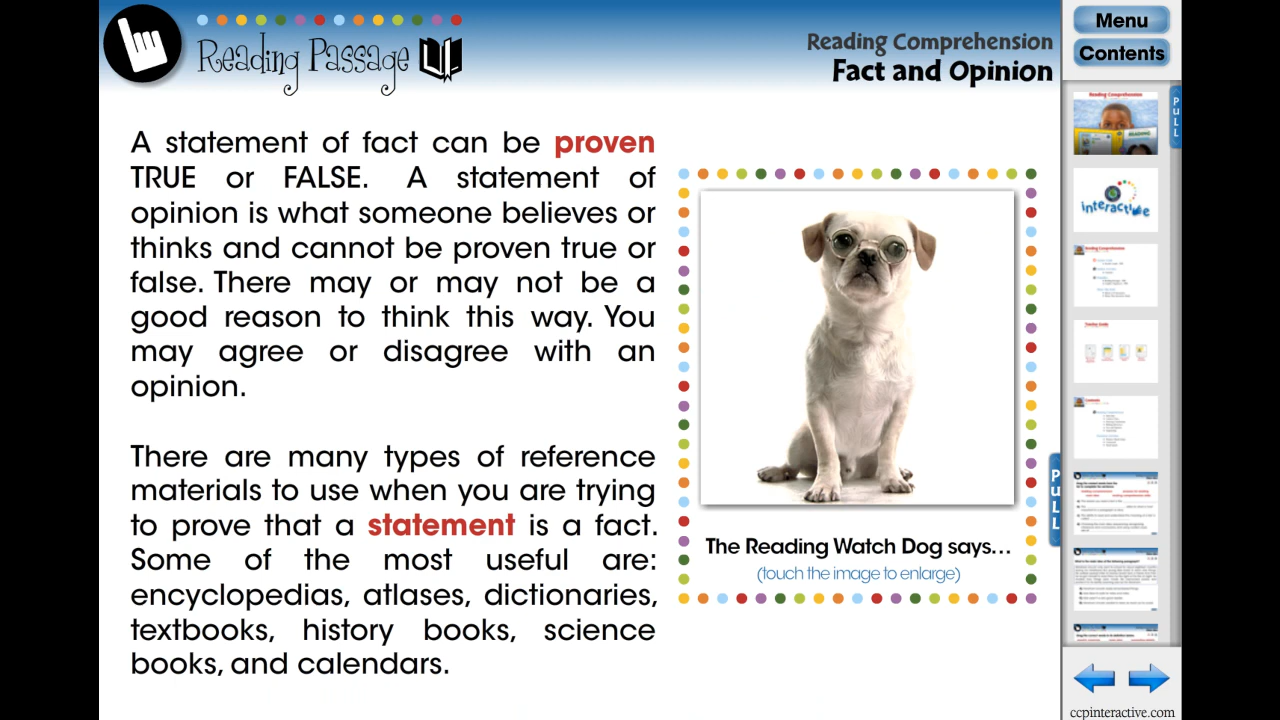 Reading Passage
Reading Comprehension
Fact and Opinion
A statement of fact can be proven
TRUE or FALSE. A statement of
opinion is what someone believes or
thinks and cannot be proven true or
false. There may or may not be a
good reason to think this way. You
may agree or disagree with an
opinion.
There are many types of reference
materials to use when you are trying
to prove that a statement is a fact.
Some of the most useful are:
encyclopedias, atlases, dictionaries,
textbooks, history books, science
books, and calendars.
The Reading Watch Dog says...
(touch the image to enlarge)
PULL
Menu
Contents
PULL
Reading Comprehension
interactive
Reading Comprehension
Contents
ccpinteractive.com